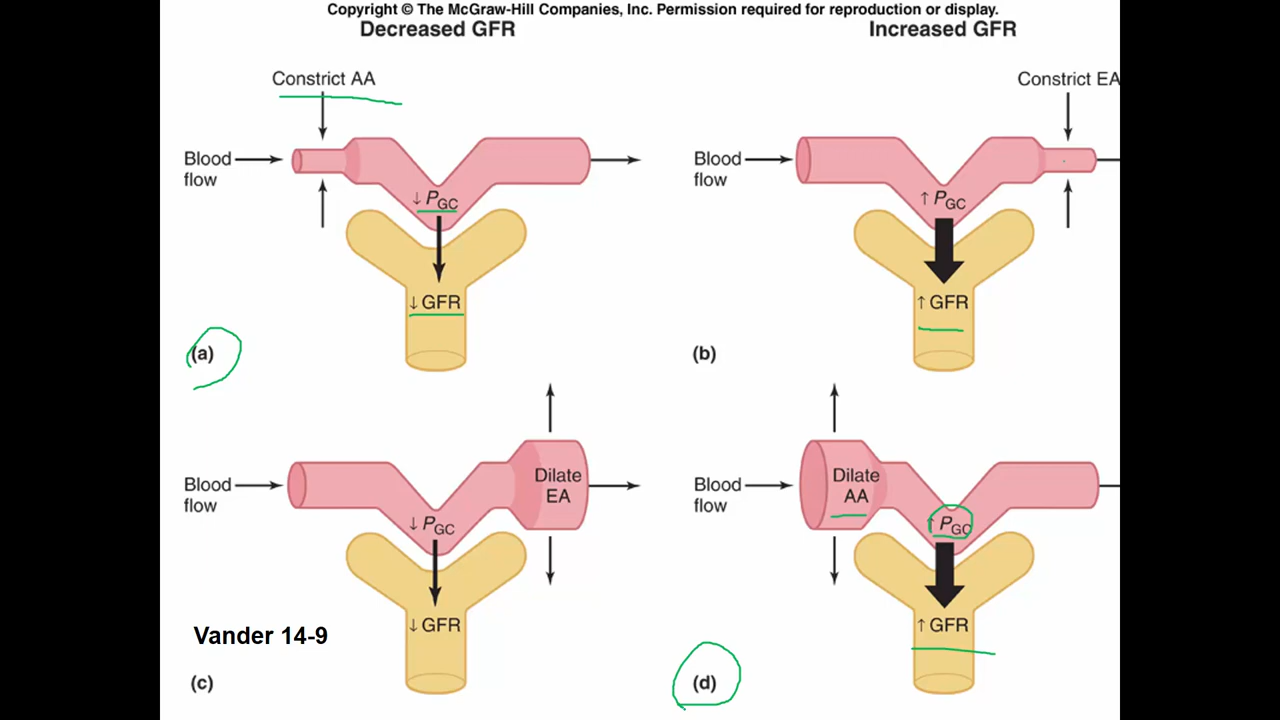 Copyright © The McGraw-Hill Companies, Inc. Permission required for reproduction or display.
Decreased GFR
Increased GFR
Constrict AA
Constrict EA
Blood
flow
↓ PGC
↓ GFR
(a)
Blood
flow
↑ PGC
↑ GFR
(b)
Blood
flow
Dilate
EA
↓ PGC
↓ GFR
Vander 14-9
(c)
Blood
flow
Dilate
AA
↑ PGC
↑ GFR
(d)